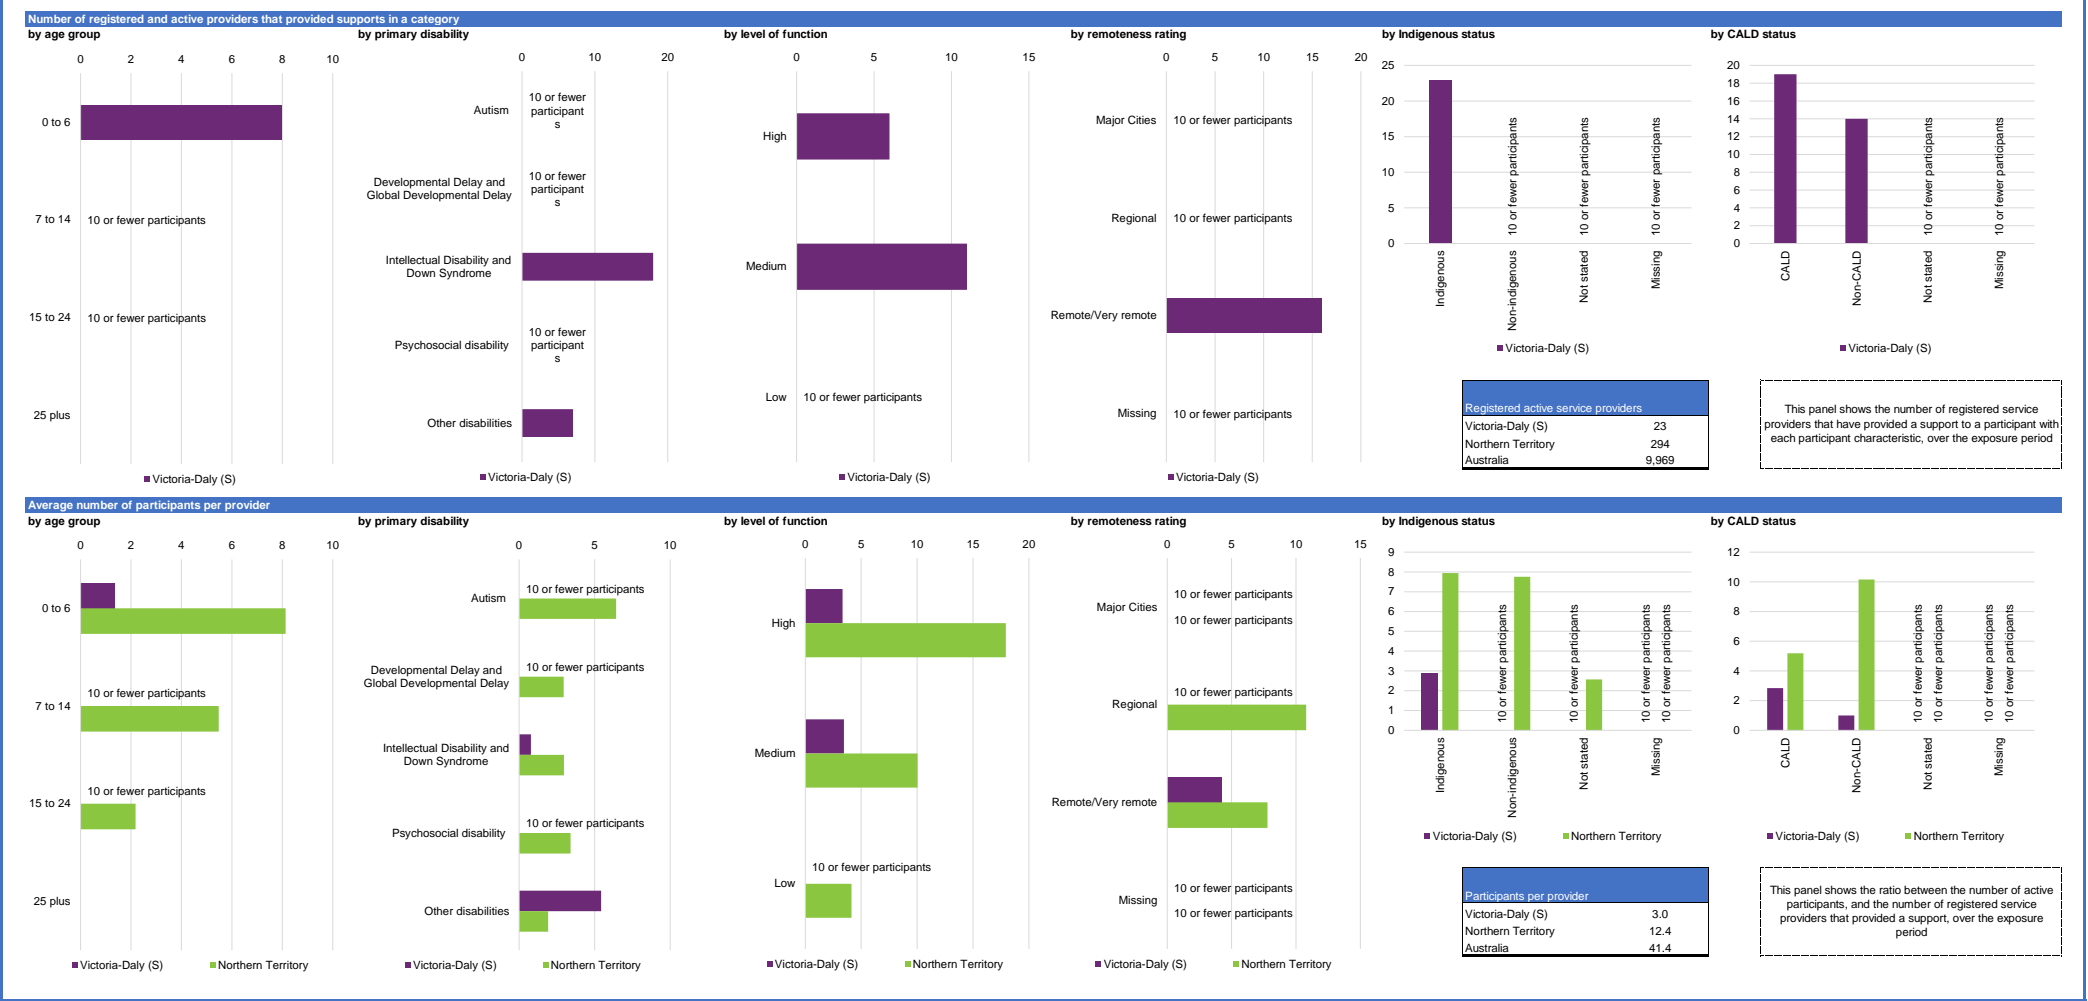 Number of registered and active providers that provided supports in a category
by age group
0 2 4 6 8 10
0 to 6
7 to 14
10 or fewer participants
15 to 24
10 or fewer participants
25 plus
Victoria-Daly (S)
by primary disability
0 10 20
Autism
10 or fewer
participant
s
Developmental Delay and
Global Developmental Delay
10 or fewer
participant
s
Intellectual Disability and
Down Syndrome
Psychosocial disability
10 or fewer
participant
s
Other disabilities
Victoria-Daly (S)
by level of function
0 5 10 15
High
Medium
Low
10 or fewer participants
Victoria-Daly (S)
by remoteness rating
0 5 10 15 20
Major Cities
10 or fewer participants
Regional
10 or fewer participants
Remote/Very remote
Missing
10 or fewer participants
Victoria-Daly (S)
by Indigenous status
25
20
15
10
5
0
10 or fewer participants
10 or fewer participants
10 or fewer participants
Indigenous
Non-indigenous
Not stated
Missing
Victoria-Daly (S)
by CALD status
20
18
16
14
12
10
8
6
4
2
0
10 or fewer participants
10 or fewer participants
CALD
Non-CALD
Not stated
Missing
Victoria-Daly (S)
Registered active service providers
Victoria-Daly (S) 23
Northern Territory 294
Australia 9,969
This panel shows the number of registered service
providers that have provided a support to a participant with
each participant characteristic, over the exposure period
Average number of participants per provider
by age group
0 2 4 6 8 10
0 to 6
10 or fewer participants
7 to 14
10 or fewer participants
15 to 24
25 plus
Victoria-Daly (S) Northern Territory
by primary disability
0 5 10
10 or fewer participants
Autism
10 or fewer participants
Developmental Delay and
Global Developmental Delay
Intellectual Disability and
Down Syndrome
10 or fewer participants
Psychosocial disability
Other disabilities
Victoria-Daly (S) Northern Territory
by level of function
0 5 10 15 20
High
Medium
10 or fewer participants
Low
Victoria-Daly (S) Northern Territory
by remoteness rating
0 5 10 15
10 or fewer participants
Major Cities
10 or fewer participants
10 or fewer participants
Regional
Remote/Very remote
10 or fewer participants
Missing
10 or fewer participants
Victoria-Daly (S) Northern Territory
by Indigenous status
9
8
7
6
5
4
3
2
1
0
10 or fewer participants
10 or fewer participants
10 or fewer participants
10 or fewer participants
Indigenous
Non-indigenous
Not stated
Missing
Victoria-Daly (S) Northern Territory
by CALD status
12
10
8
6
4
2
0
10 or fewer participants
10 or fewer participants
10 or fewer participants
10 or fewer participants
CALD
Non-CALD
Not stated
Missing
Victoria-Daly (S) Northern Territory
Participants per provider
Victoria-Daly (S) 3.0
Northern Territory 12.4
Australia 41.4
This panel shows the ratio between the number of active
participants, and the number of registered service
providers that provided a support, over the exposure
period